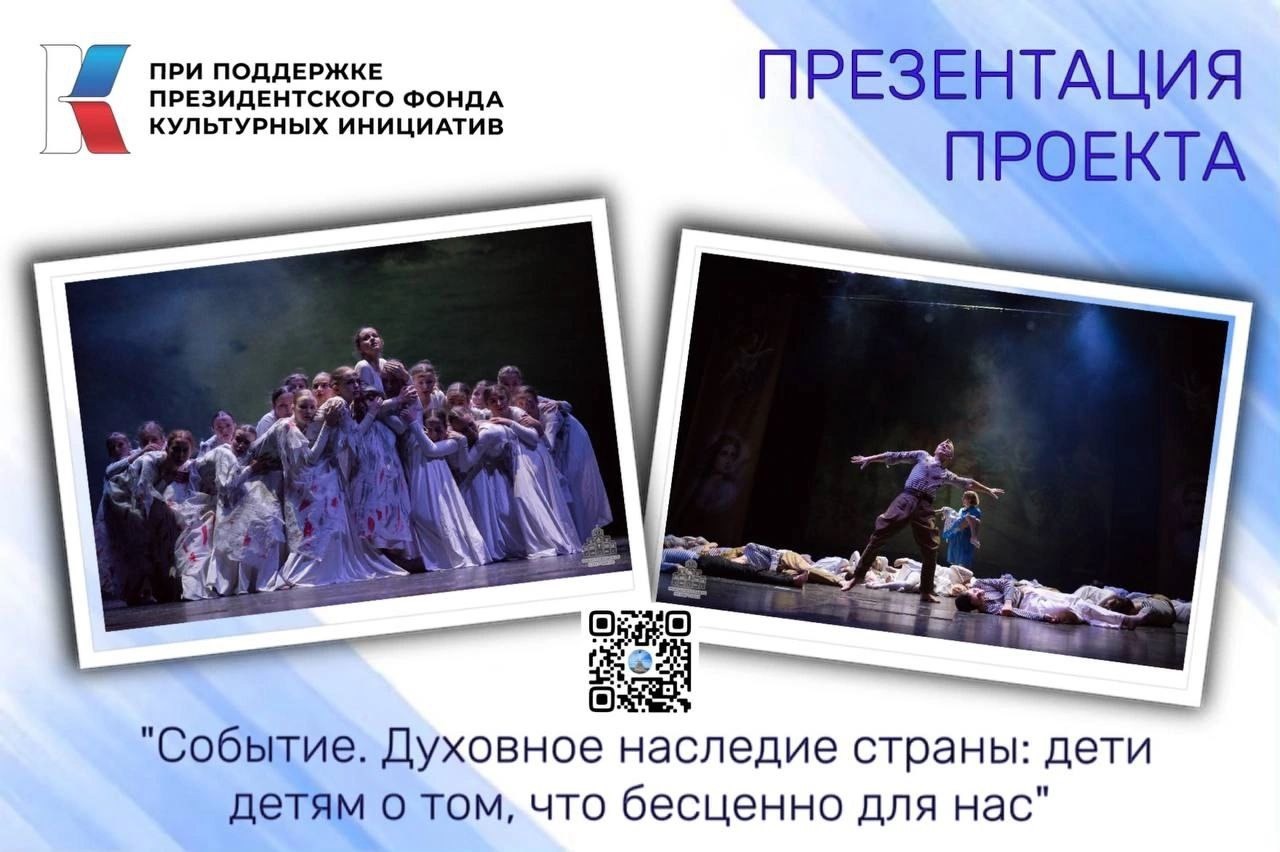 ПРИ ПОДДЕРЖКЕ
ПРЕЗИДЕНТСКОГО ФОНДА
КУЛЬТУРНЫХ ИНИЦИАТИВ
ПРЕЗЕНТАЦИЯ
ПРОЕКТА
"Событие. Духовное наследие страны: дети
детям о том, что бесценно для нас"